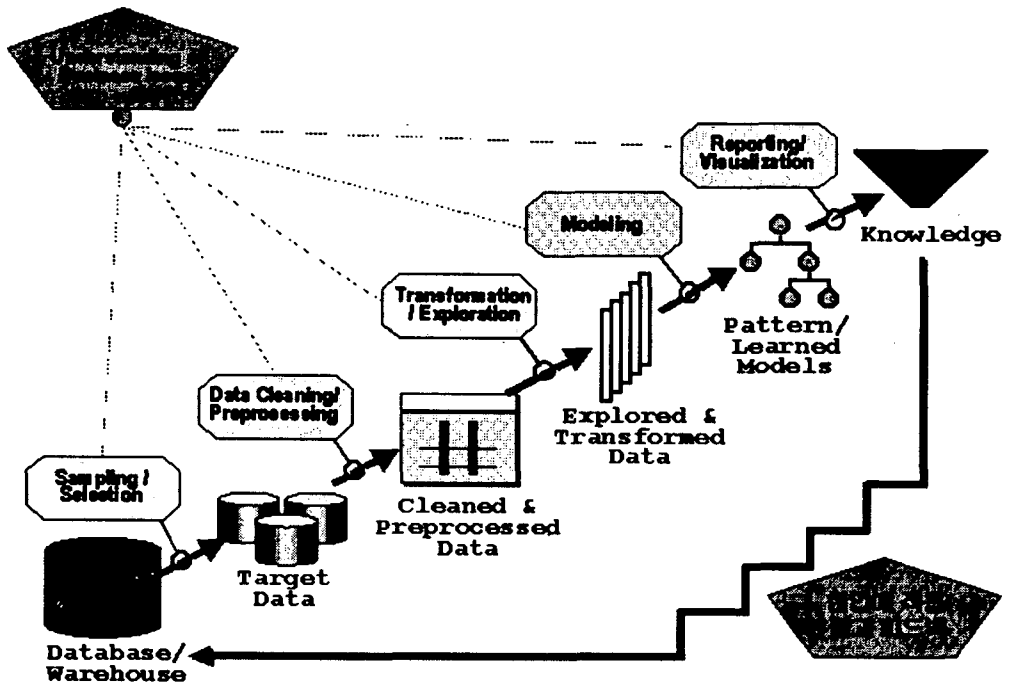 Reporting/
Visualization
Knowledge
Modeling
Transformation
/ Exploration
Pattern/
Learned
Models
Data Cleaning/
Preprocessing
Explored &
Transformed
Data
Sampling /
Selection
Cleaned &
Preprocessed
Data
Target
Data
Database/
Warehouse